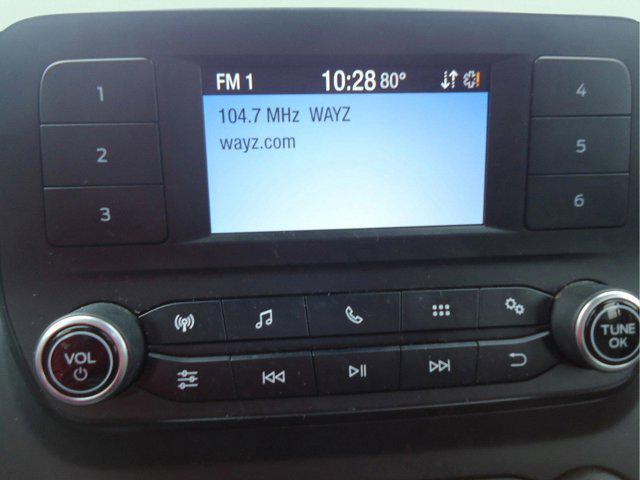 FM 1 10:28 80°
104.7 MHz WAYZ
wayz.com
1
2
3
4
5
6
VOL
TUNE
OK